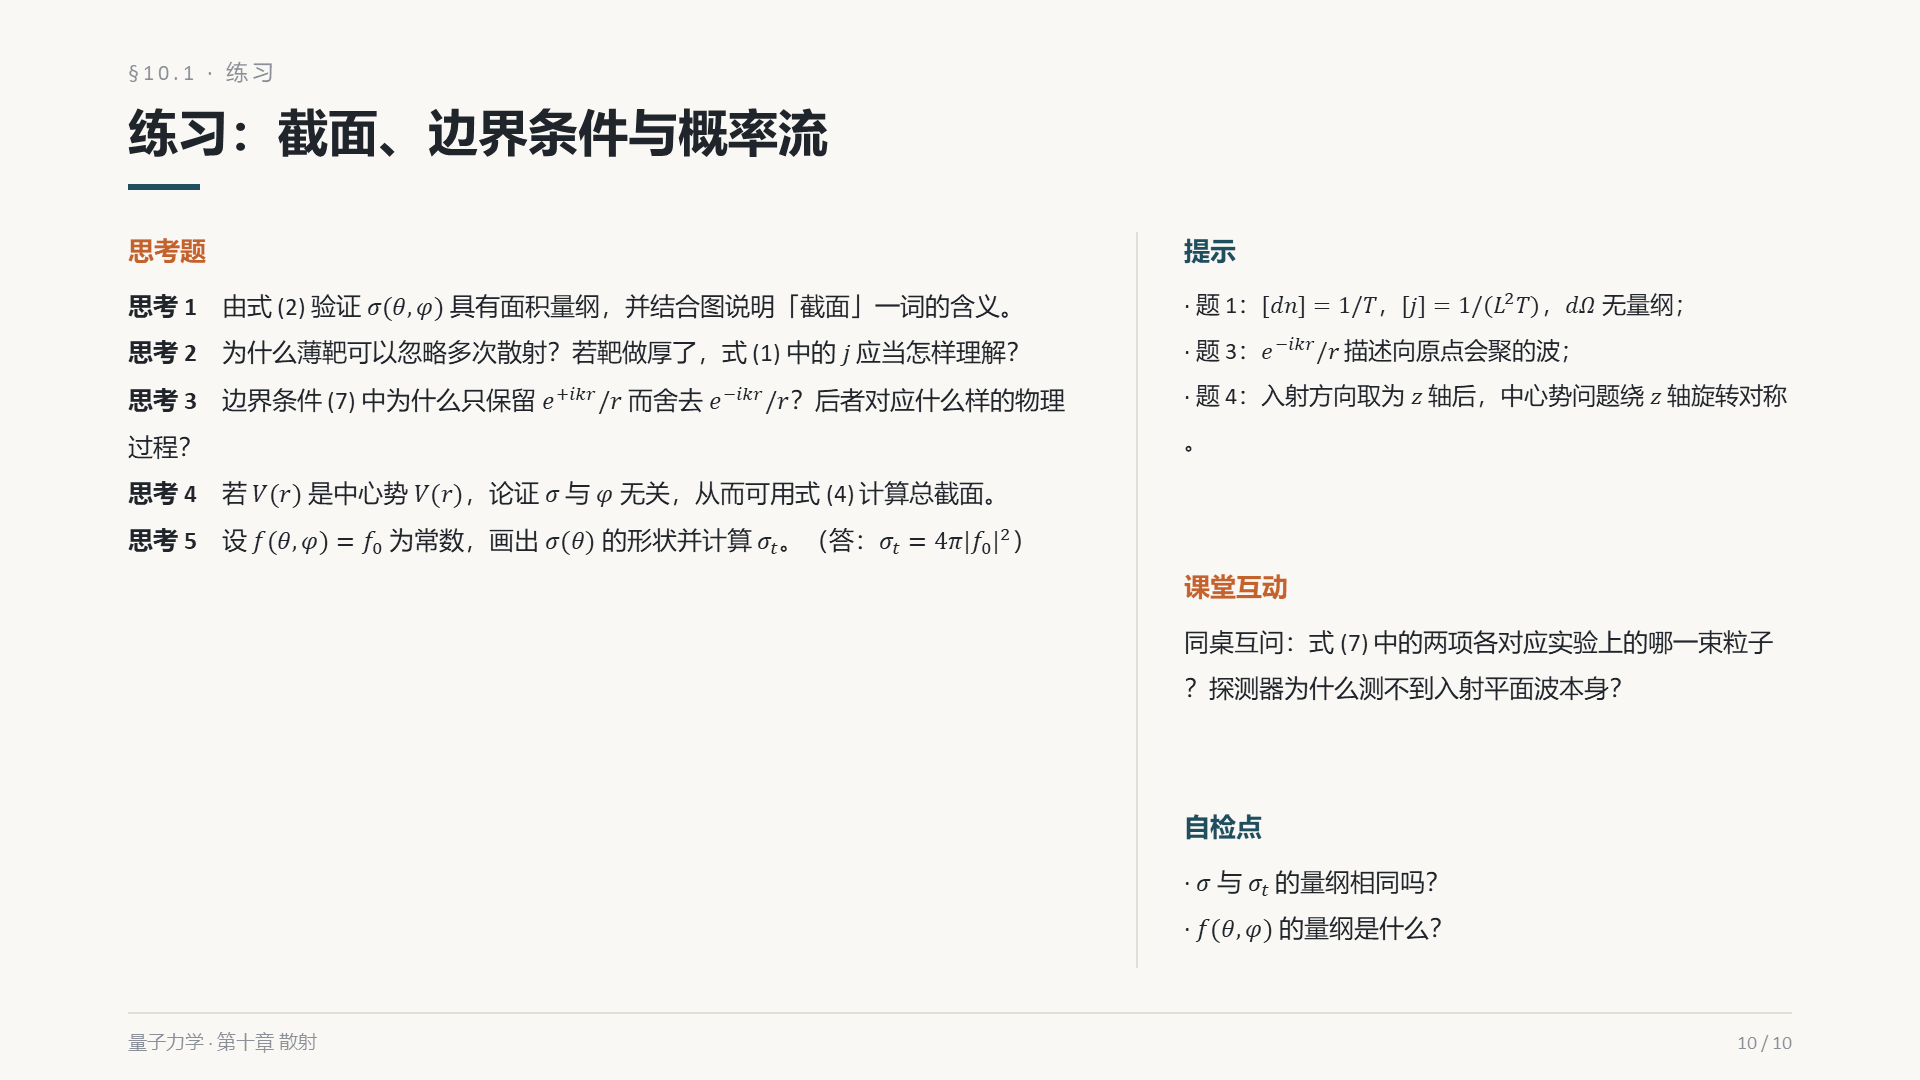 §10.1 · 练习
练习：截面、边界条件与概率流
思考题
思考 1 由式 (2) 验证 σ(θ,φ) 具有面积量纲，并结合图说明「截面」一词的含义。
思考 2 为什么薄靶可以忽略多次散射？若靶做厚了，式 (1) 中的 j 应当怎样理解？
思考 3 边界条件 (7) 中为什么只保留 e^{+ikr}/r 而舍去 e^{−ikr}/r？后者对应什么样的物理
过程？
思考 4 若 V(r) 是中心势 V(r)，论证 σ 与 φ 无关，从而可用式 (4) 计算总截面。
思考 5 设 f(θ,φ) = f₀ 为常数，画出 σ(θ) 的形状并计算 σₜ。（答：σₜ = 4π|f₀|²）
提示
· 题 1：[dn] = 1/T，[j] = 1/(L²T)，dΩ 无量纲；
· 题 3：e^{−ikr}/r 描述向原点会聚的波；
· 题 4：入射方向取为 z 轴后，中心势问题绕 z 轴旋转对称
。
课堂互动
同桌互问：式 (7) 中的两项各对应实验上的哪一束粒子
？探测器为什么测不到入射平面波本身？
自检点
· σ 与 σₜ 的量纲相同吗？
· f(θ,φ) 的量纲是什么？
量子力学 · 第十章 散射
10 / 10